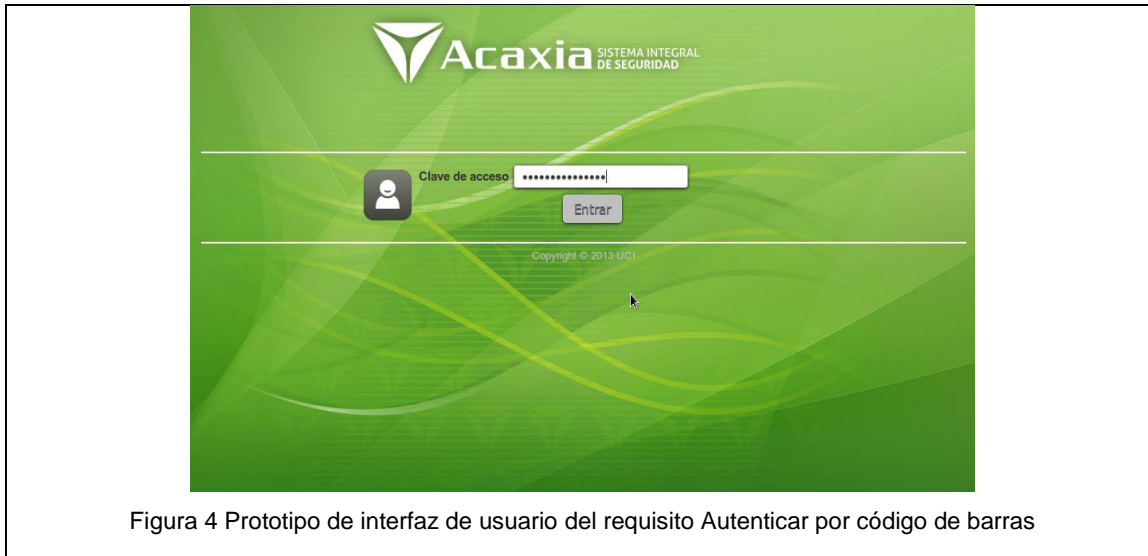 Acaxia SISTEMA INTEGRAL
DE SEGURIDAD
Clave de acceso •••••••••••••••
Entrar
Copyright © 2013 UCI
Figura 4 Prototipo de interfaz de usuario del requisito Autenticar por código de barras